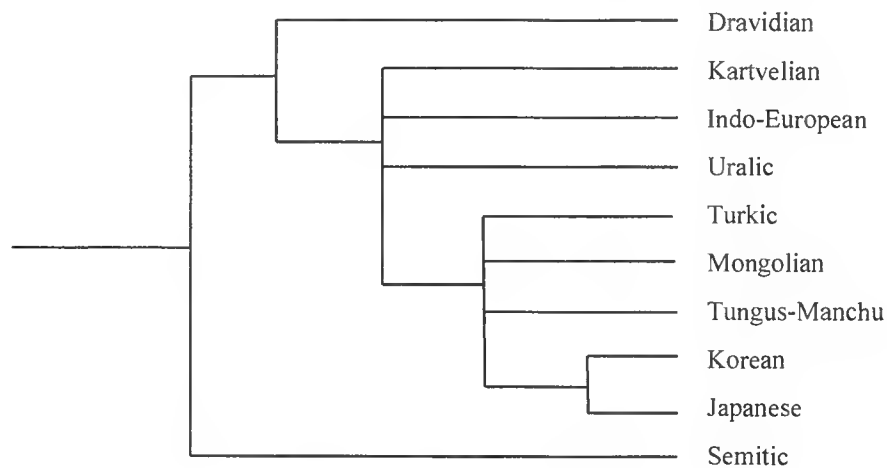 Dravidian
Kartvelian
Indo-European
Uralic
Turkic
Mongolian
Tungus-Manchu
Korean
Japanese
Semitic